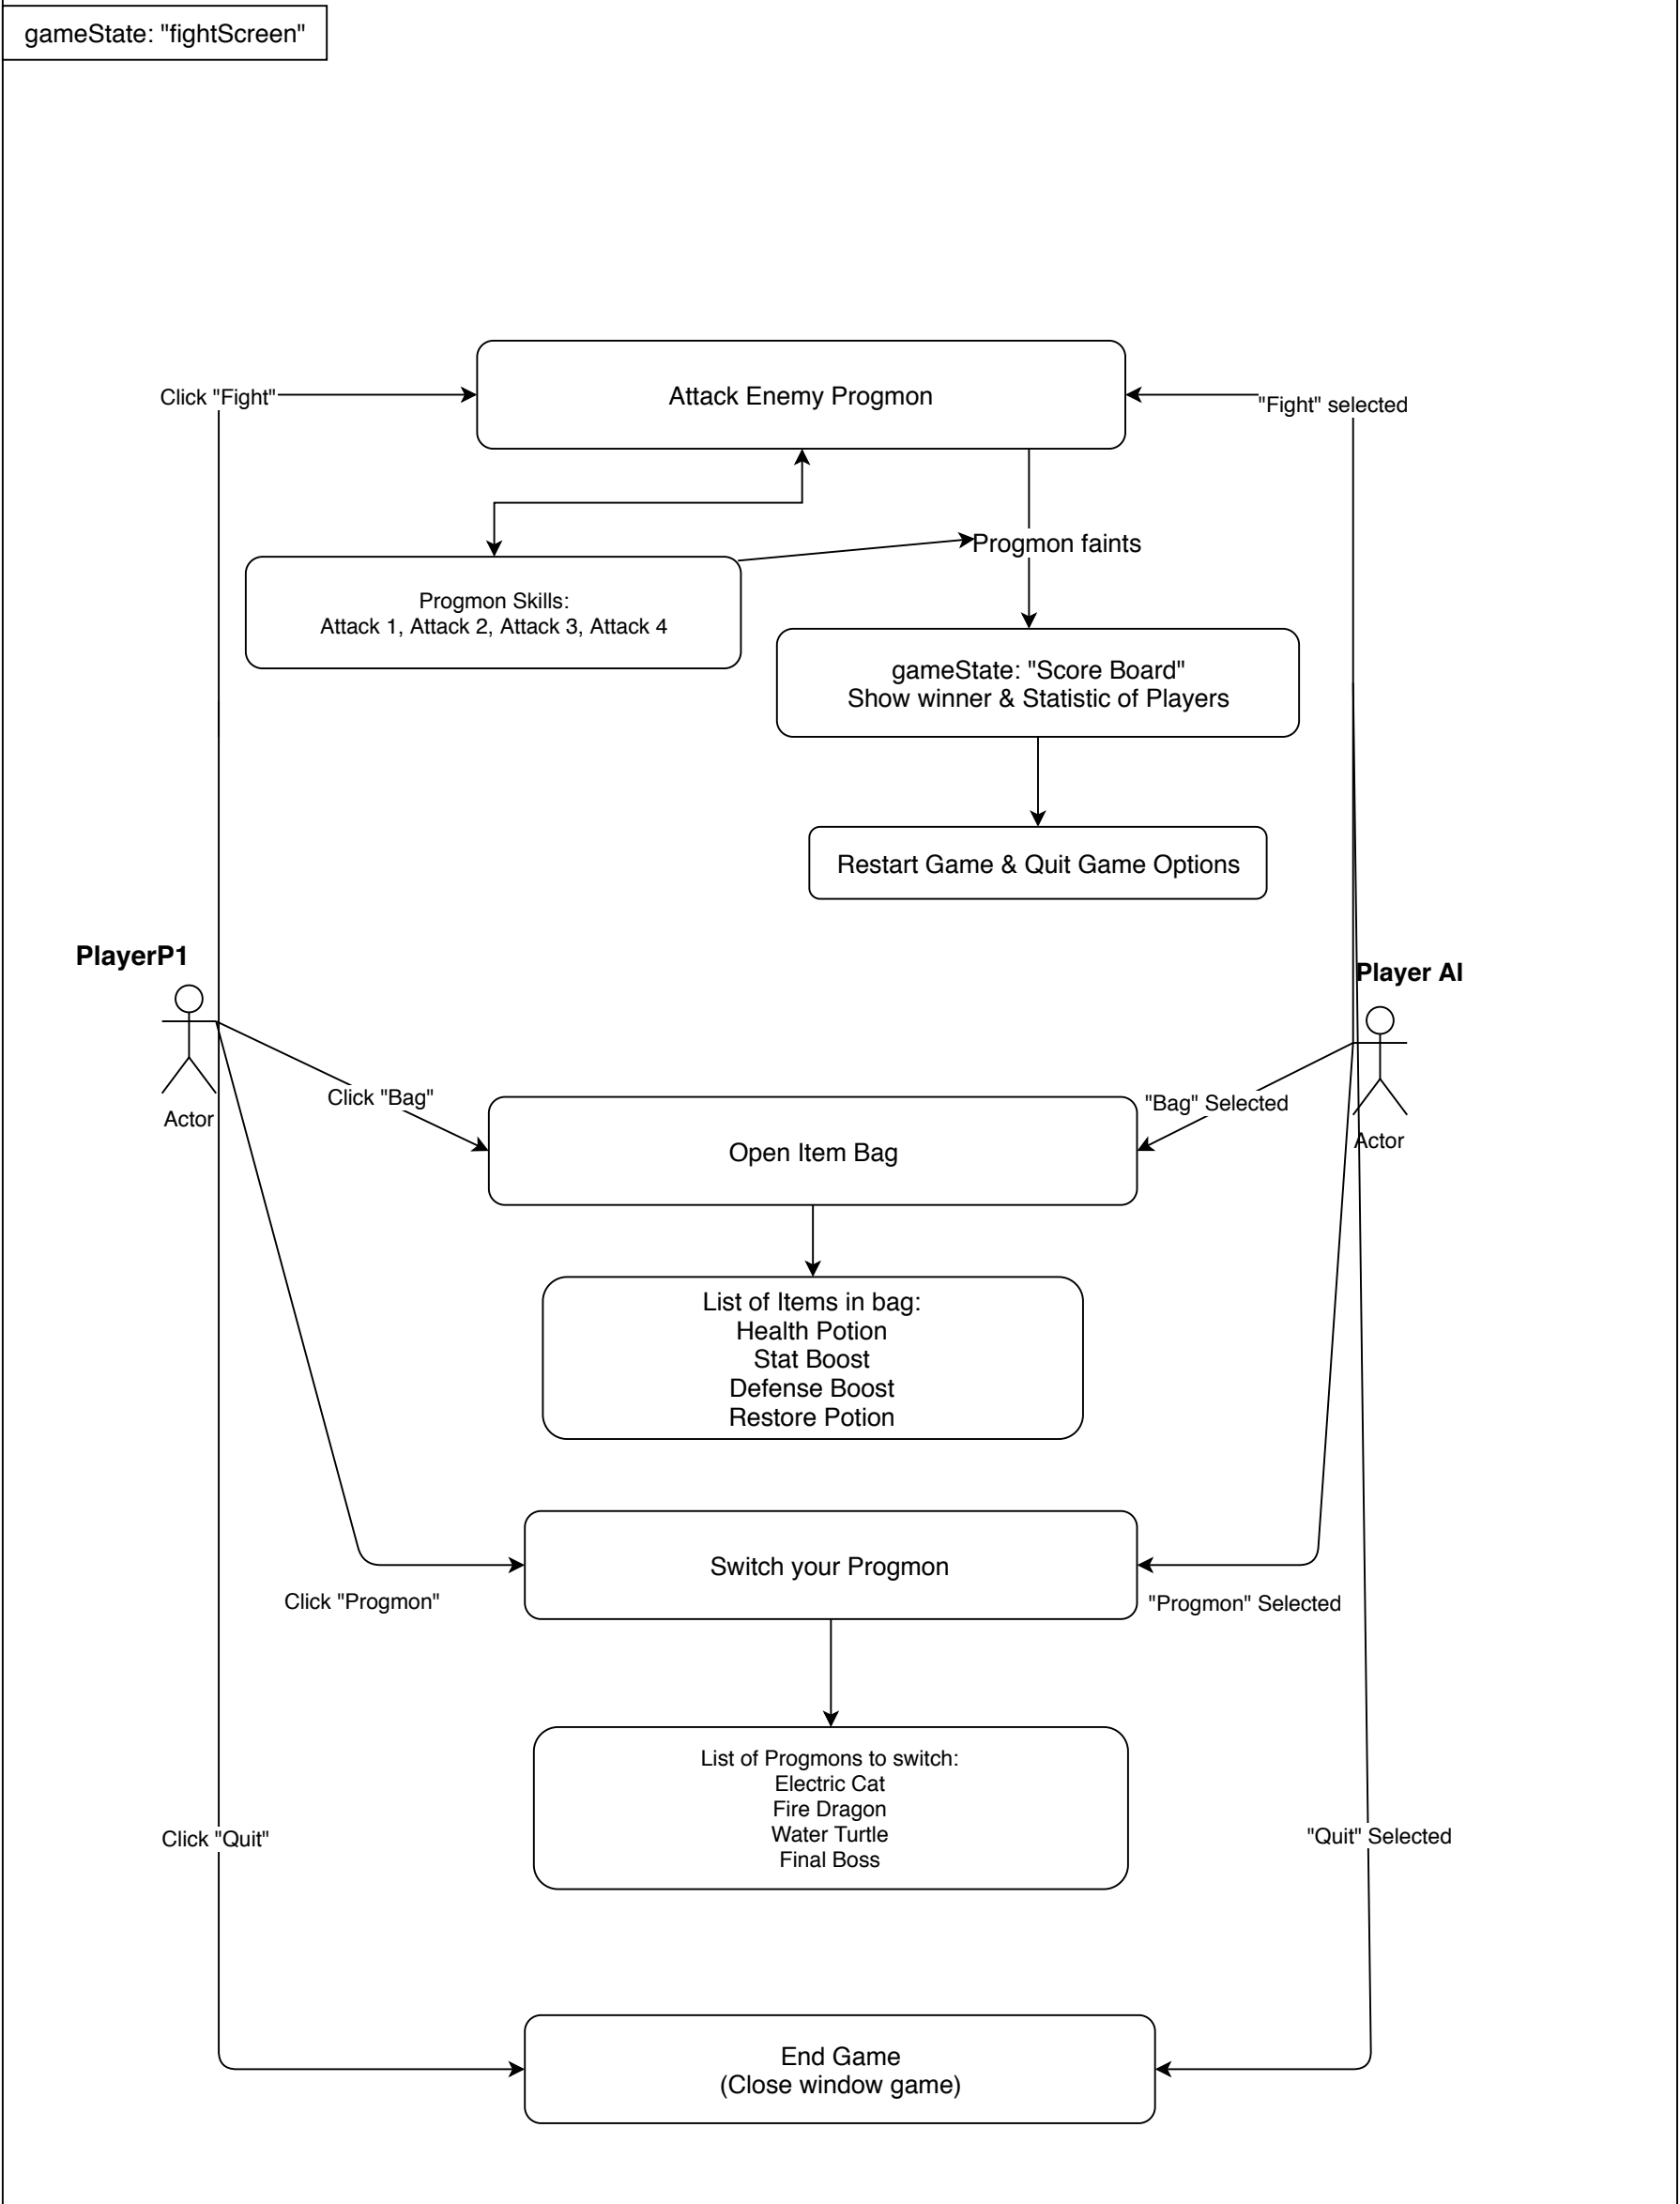 gameState: "fightScreen"
Attack Enemy Progmon
Click "Fight"
"Fight" selected
Progmon faints
Progmon Skills:
Attack 1, Attack 2, Attack 3, Attack 4
gameState: "Score Board"
Show winner & Statistic of Players
Restart Game & Quit Game Options
PlayerP1
Player AI
Actor
Actor
Click "Bag"
"Bag" Selected
Open Item Bag
List of Items in bag:
Health Potion
Stat Boost
Defense Boost
Restore Potion
Switch your Progmon
Click "Progmon"
"Progmon" Selected
List of Progmons to switch:
Electric Cat
Fire Dragon
Water Turtle
Final Boss
Click "Quit"
"Quit" Selected
End Game
(Close window game)